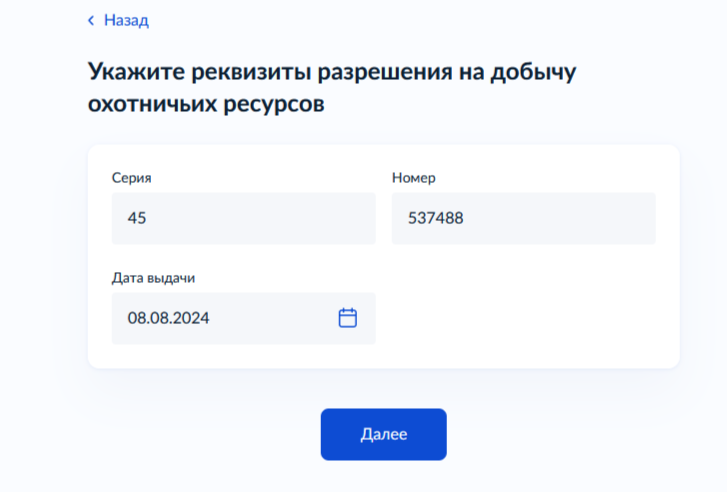 Назад
Укажите реквизиты разрешения на добычу
охотничьих ресурсов
Серия
Номер
45
537488
Дата выдачи
08.08.2024
Далее